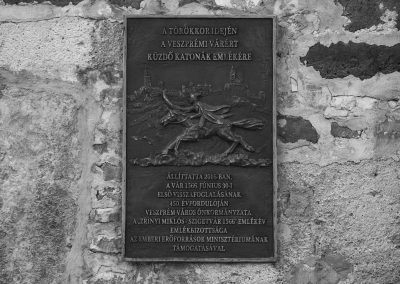 A TÖRÖKKOR IDEJÉN
A VESZPRÉMI VÁRÉRT
KÜZDŐ KATONÁK EMLÉKÉRE
ÁLLÍTTATTA 2016-BAN,
A VÁR 1566. JÚNIUS 30-I
ELSŐ VISSZAFOGLALÁSÁNAK
450. ÉVFORDULÓJÁN
VESZPRÉM VÁROS ÖNKORMÁNYZATA
A „ZRÍNYI MIKLÓS - SZIGETVÁR 1566” EMLÉKÉV
EMLÉKBIZOTTSÁGA
AZ EMBERI ERŐFORRÁSOK MINISZTÉRIUMÁNAK
TÁMOGATÁSÁVAL